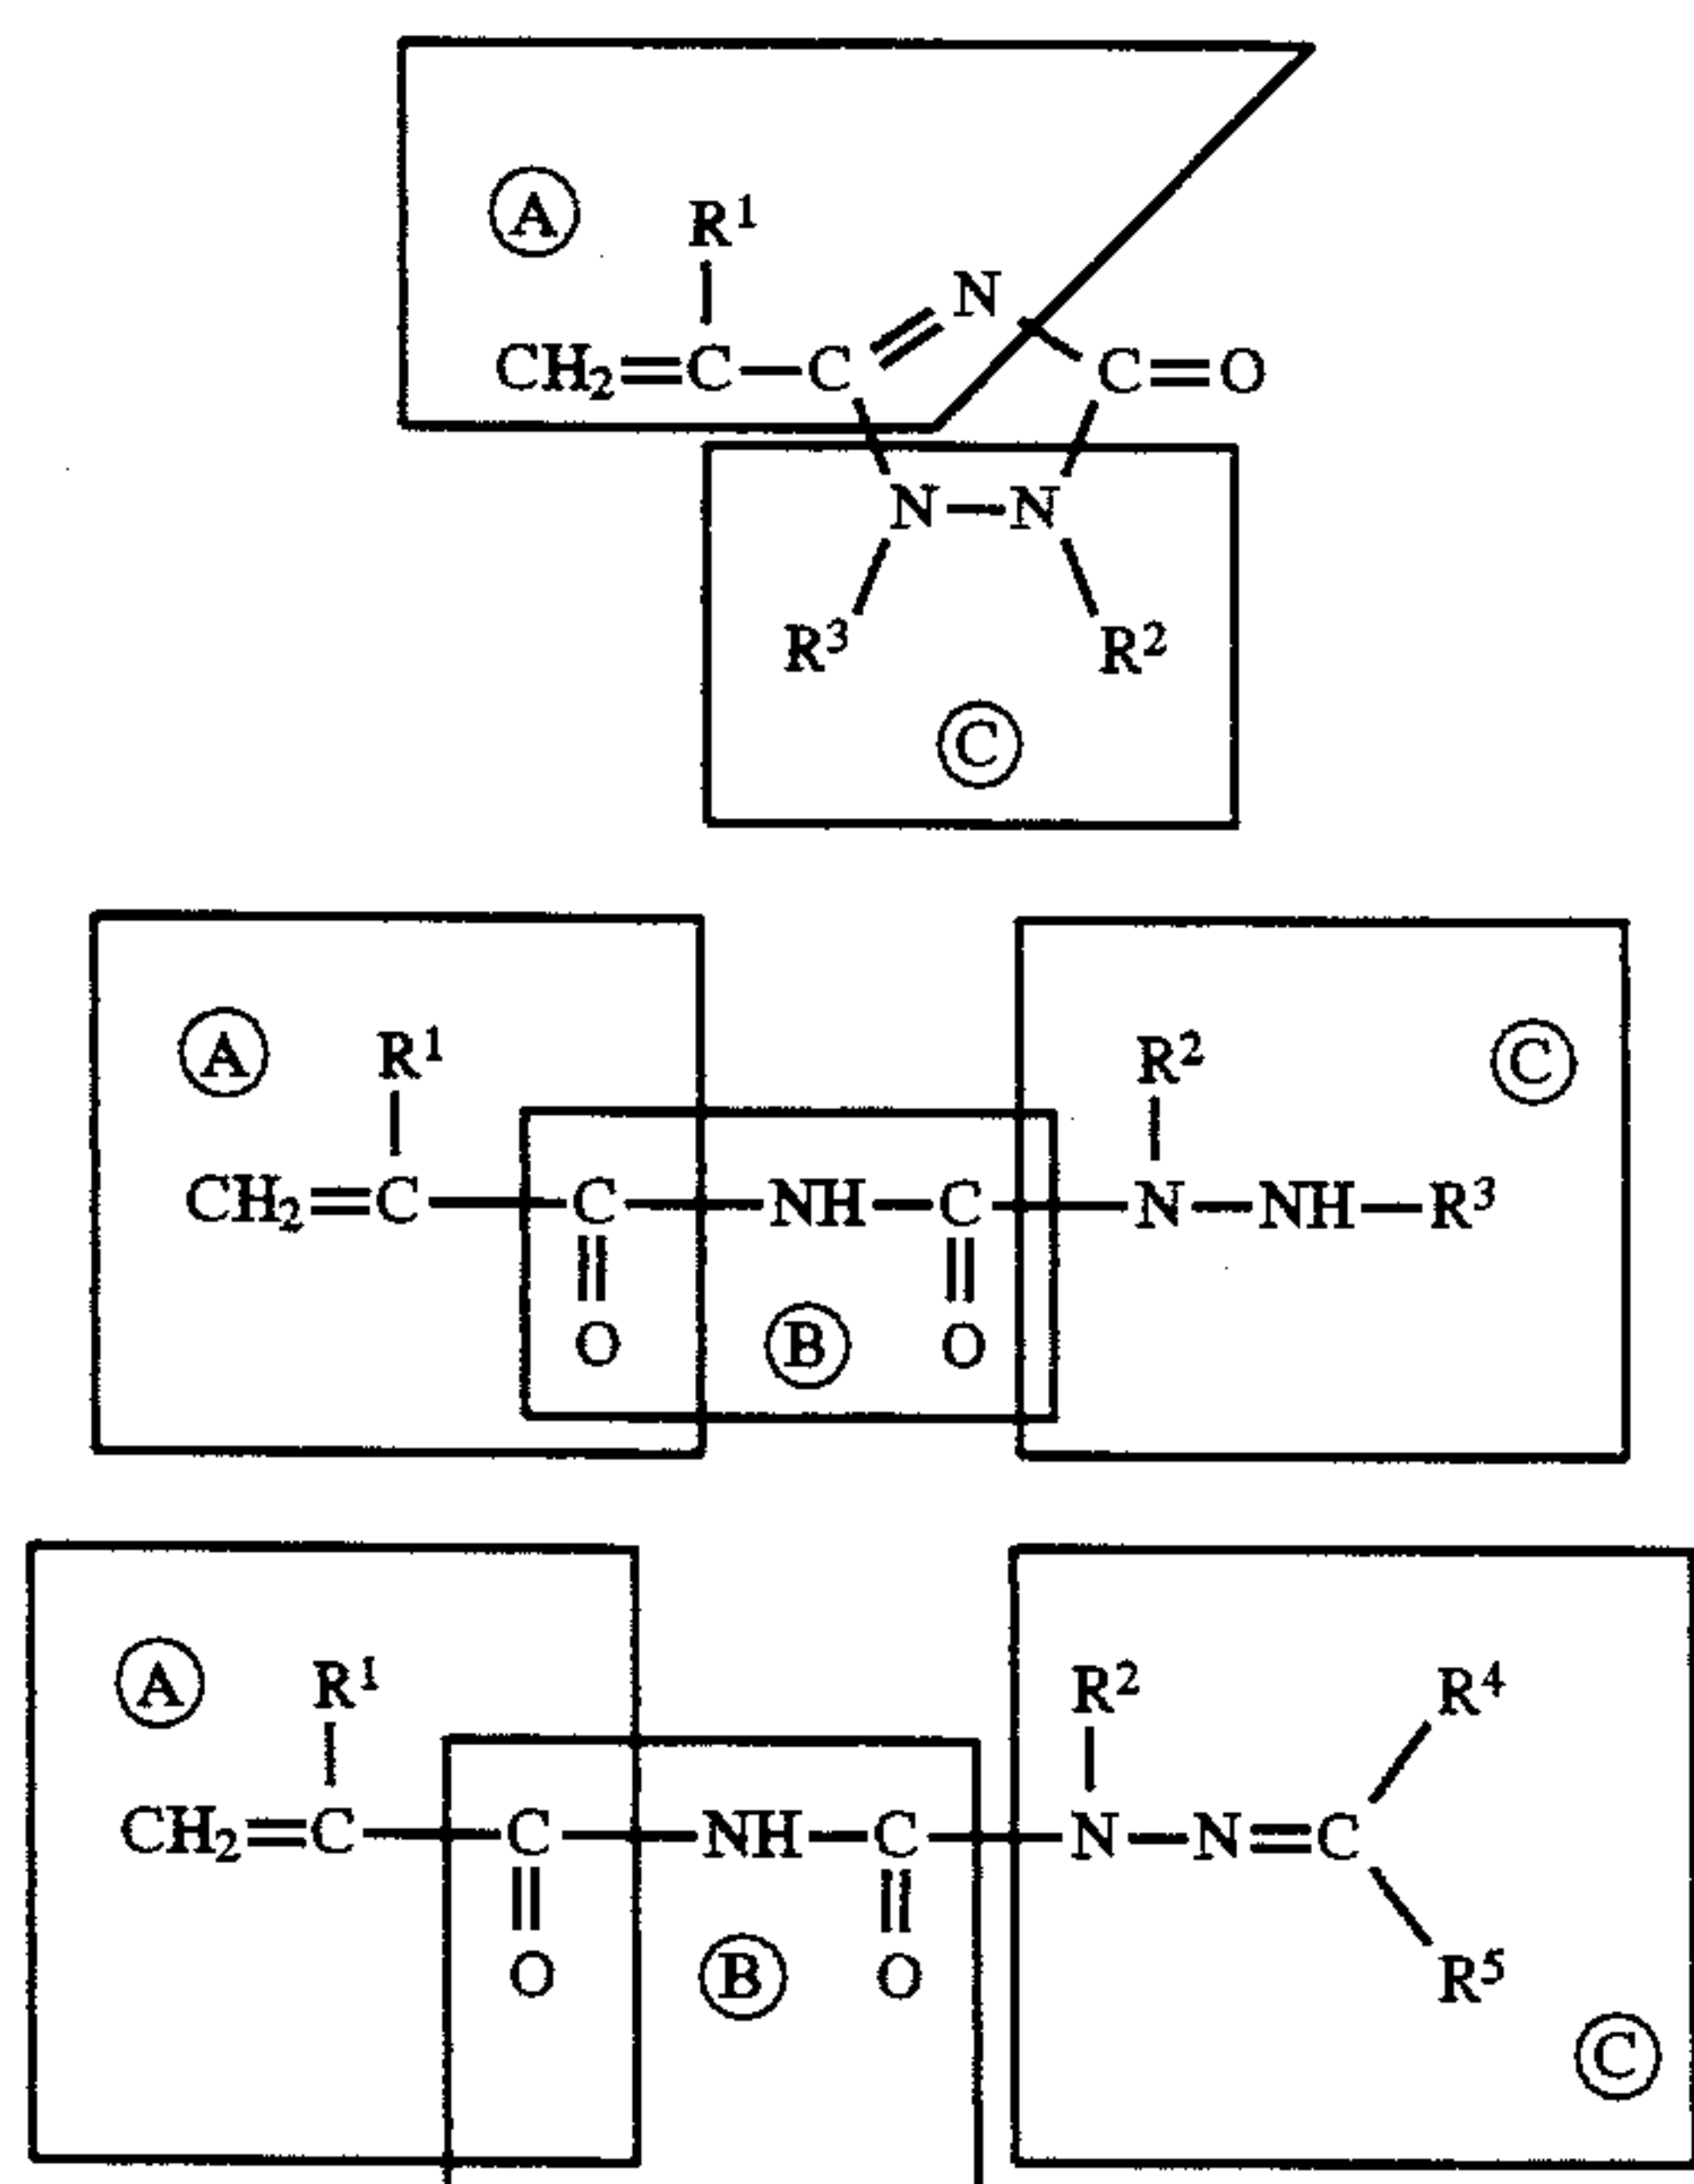 Ⓐ R¹
N
CH₂=C—C C=O
N—N
R³ R²
Ⓒ
Ⓐ R¹ R² Ⓒ
CH₂=C—C—NH—C—N—NH—R³
O Ⓑ O
Ⓐ R¹ R² R⁴
CH₂=C—C—NH—C—N—N=C
O Ⓑ O R⁵
Ⓒ